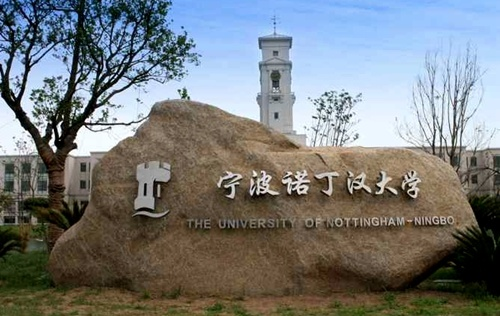 宁波诺丁汉大学
THE UNIVERSITY OF NOTTINGHAM-NINGBO